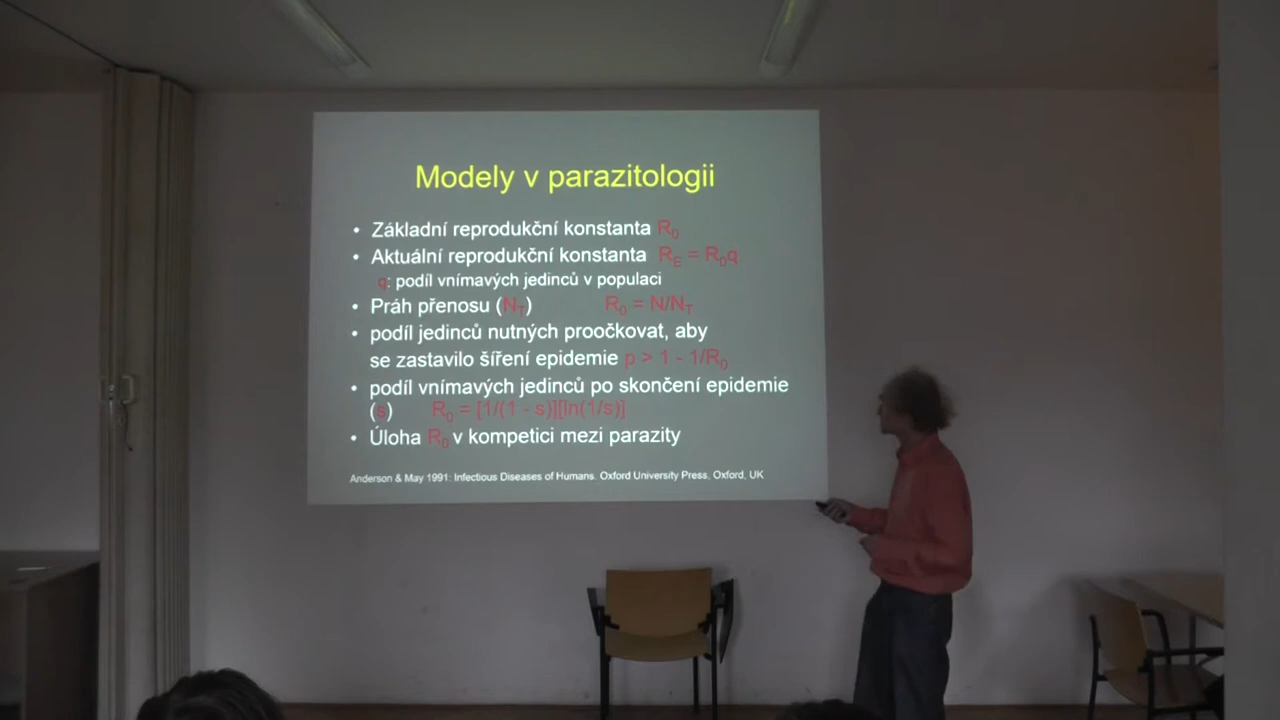 Modely v parazitologii
• Základní reprodukční konstanta R₀
• Aktuální reprodukční konstanta R_E = R₀q
q: podíl vnímavých jedinců v populaci
• Práh přenosu (N_T) R₀ = N/N_T
• podíl jedinců nutných proočkovat, aby
se zastavilo šíření epidemie p > 1 - 1/R₀
• podíl vnímavých jedinců po skončení epidemie
(s) R₀ = [1/(1 - s)][ln(1/s)]
• Úloha R₀ v kompetici mezi parazity
Anderson & May 1991: Infectious Diseases of Humans. Oxford University Press, Oxford, UK